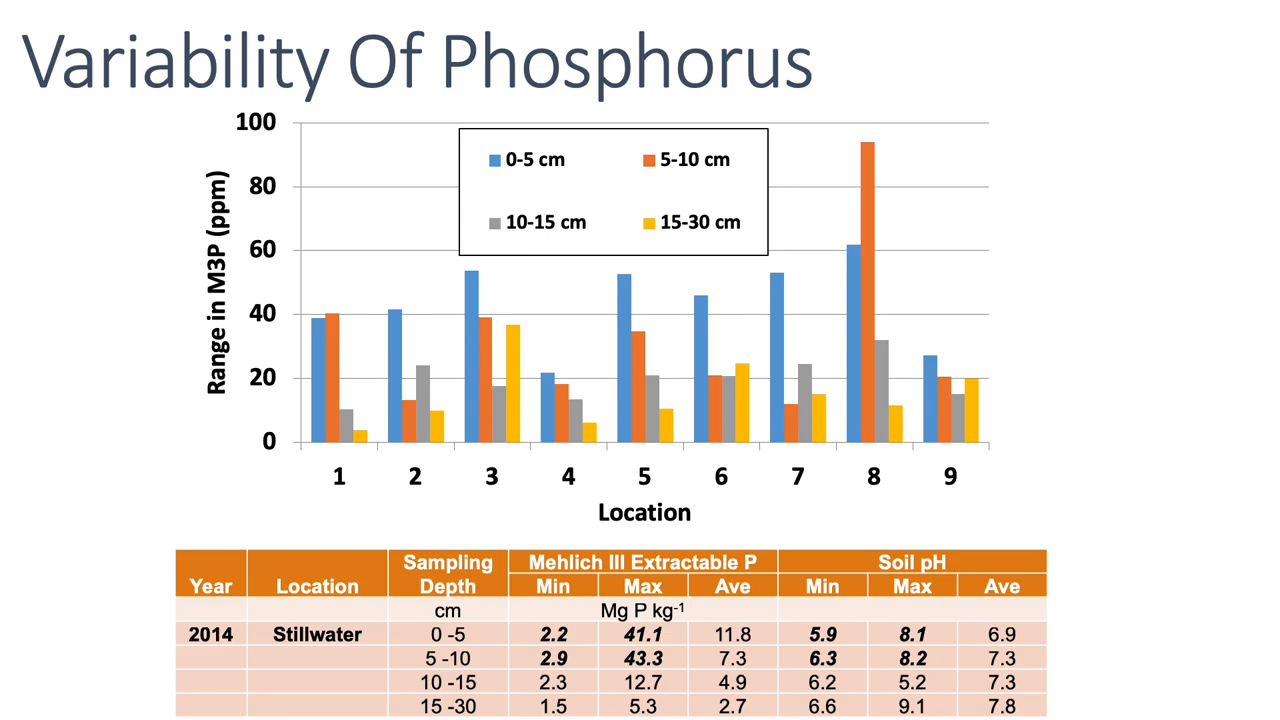 Variability Of Phosphorus
100
80
60
40
20
0
Range in M3P (ppm)
0-5 cm 5-10 cm
10-15 cm 15-30 cm
1 2 3 4 5 6 7 8 9
Location
Year Location Sampling Depth Mehlich III Extractable P Soil pH
Min Max Ave Min Max Ave
cm Mg P kg-1
2014 Stillwater 0 -5 2.2 41.1 11.8 5.9 8.1 6.9
5 -10 2.9 43.3 7.3 6.3 8.2 7.3
10 -15 2.3 12.7 4.9 6.2 5.2 7.3
15 -30 1.5 5.3 2.7 6.6 9.1 7.8